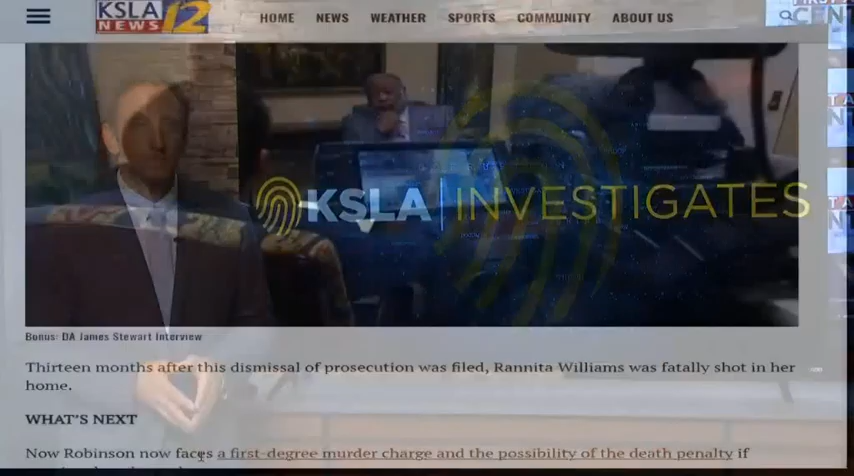 KSLA
NEWS 12
HOME NEWS WEATHER SPORTS COMMUNITY ABOUT US
KSLA INVESTIGATES
Bonus: DA James Stewart Interview
Thirteen months after this dismissal of prosecution was filed, Rannita Williams was fatally shot in her
home.
WHAT'S NEXT
Now Robinson now faces a first-degree murder charge and the possibility of the death penalty if